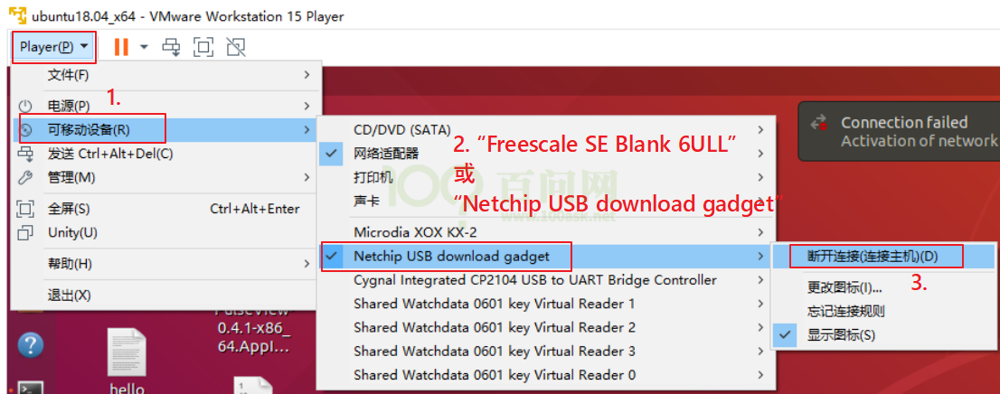 ubuntu18.04_x64 - VMware Workstation 15 Player
Player(P)
文件(F)
电源(P)
1.
可移动设备(R)
发送 Ctrl+Alt+Del(C)
管理(M)
全屏(S) Ctrl+Alt+Enter
Unity(U)
帮助(H)
退出(X)
CD/DVD (SATA)
网络适配器
打印机
声卡
Microdia XOX KX-2
Netchip USB download gadget
Cygnal Integrated CP2104 USB to UART Bridge Controller
Shared Watchdata 0601 key Virtual Reader 1
Shared Watchdata 0601 key Virtual Reader 2
Shared Watchdata 0601 key Virtual Reader 3
Shared Watchdata 0601 key Virtual Reader 0
2. “Freescale SE Blank 6ULL”
或
“Netchip USB download gadget”
百问网
www.100ask.net
断开连接(连接主机)(D)
3.
更改图标(I)...
忘记连接规则
显示图标(S)
Connection failed
Activation of network
0.4.1-x86_
64.AppI...
hello